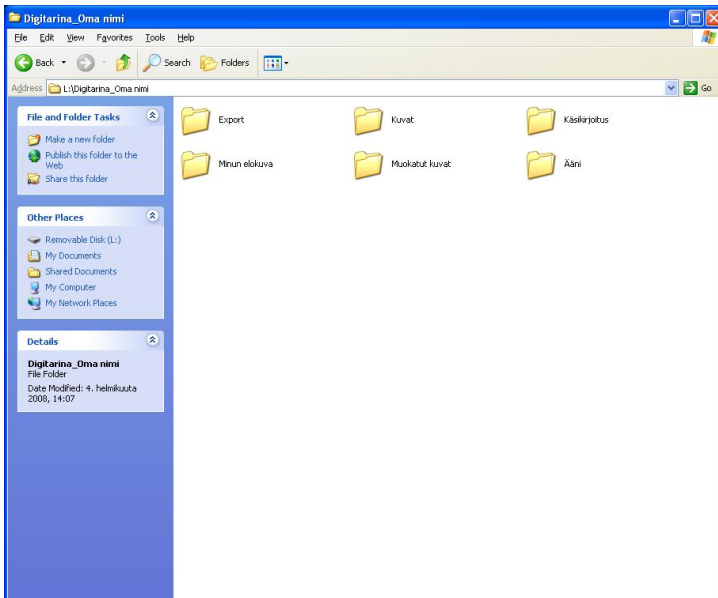 Digitarina_Oma nimi
File Edit View Favorites Tools Help
Back Search Folders
Address L:\Digitarina_Oma nimi Go
File and Folder Tasks
Make a new folder
Publish this folder to the
Web
Share this folder
Other Places
Removable Disk (L:)
My Documents
Shared Documents
My Computer
My Network Places
Details
Digitarina_Oma nimi
File Folder
Date Modified: 4. helmikuuta
2008, 14:07
Export Kuvat Käsikirjoitus
Minun elokuva Muokatut kuvat Ääni